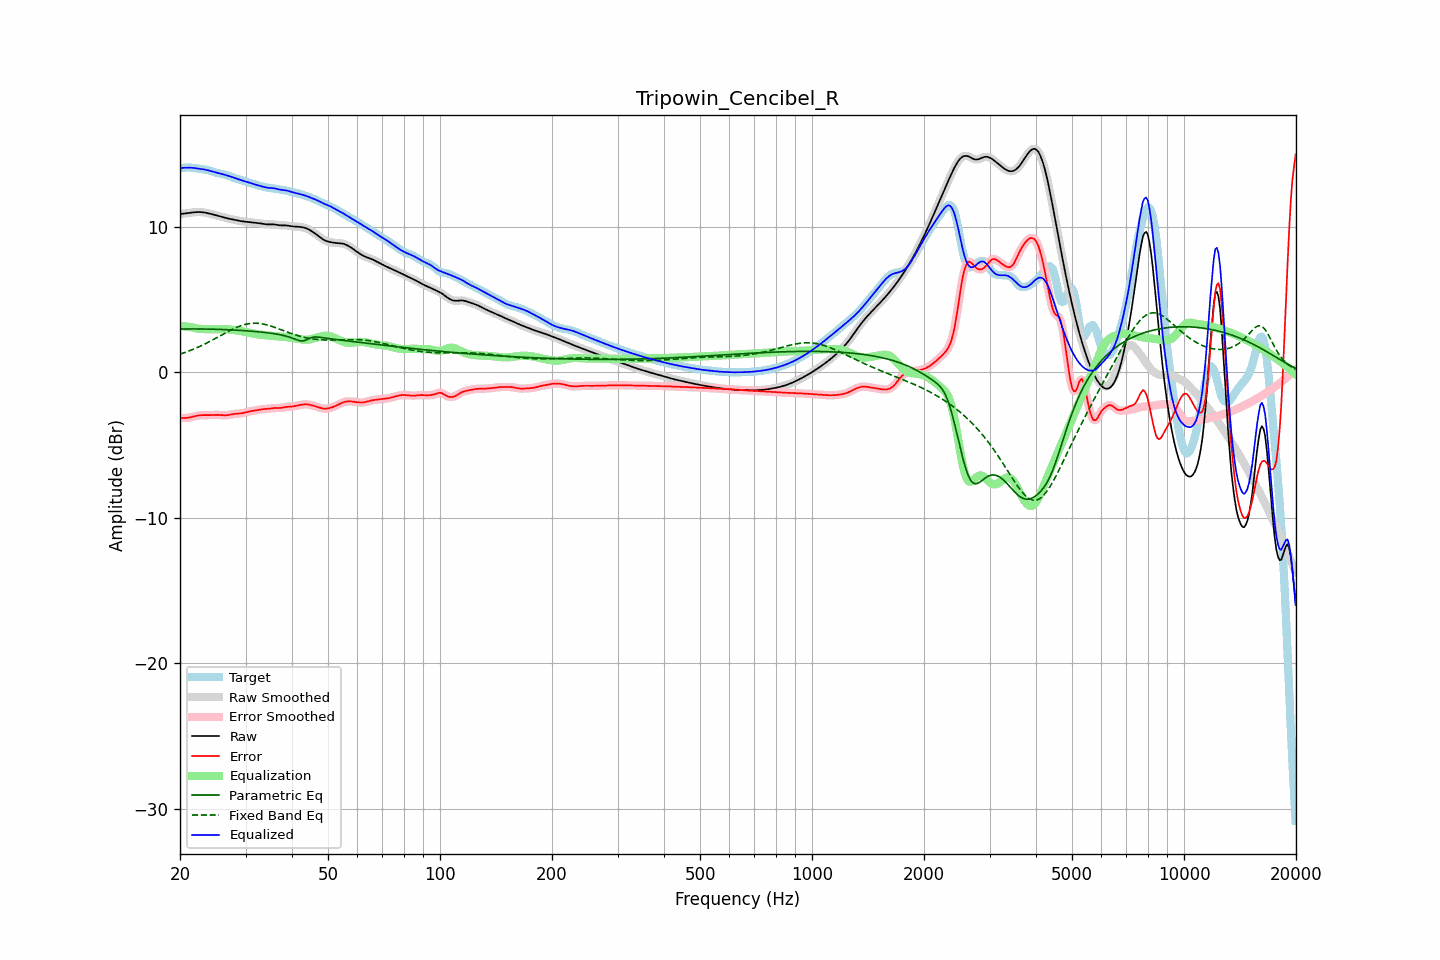 Tripowin_Cencibel_R
Amplitude (dBr)
10
0
−10
−20
−30
Target
Raw Smoothed
Error Smoothed
Raw
Error
Equalization
Parametric Eq
Fixed Band Eq
Equalized
20 50 100 200 500 1000 2000 5000 10000 20000
Frequency (Hz)